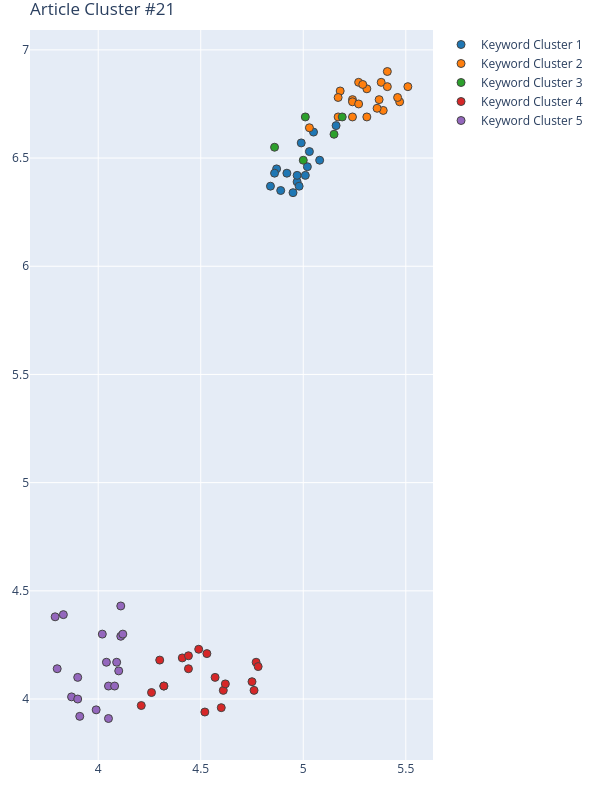 Article Cluster #21
Keyword Cluster 1
Keyword Cluster 2
Keyword Cluster 3
Keyword Cluster 4
Keyword Cluster 5
7
6.5
6
5.5
5
4.5
4
4 4.5 5 5.5